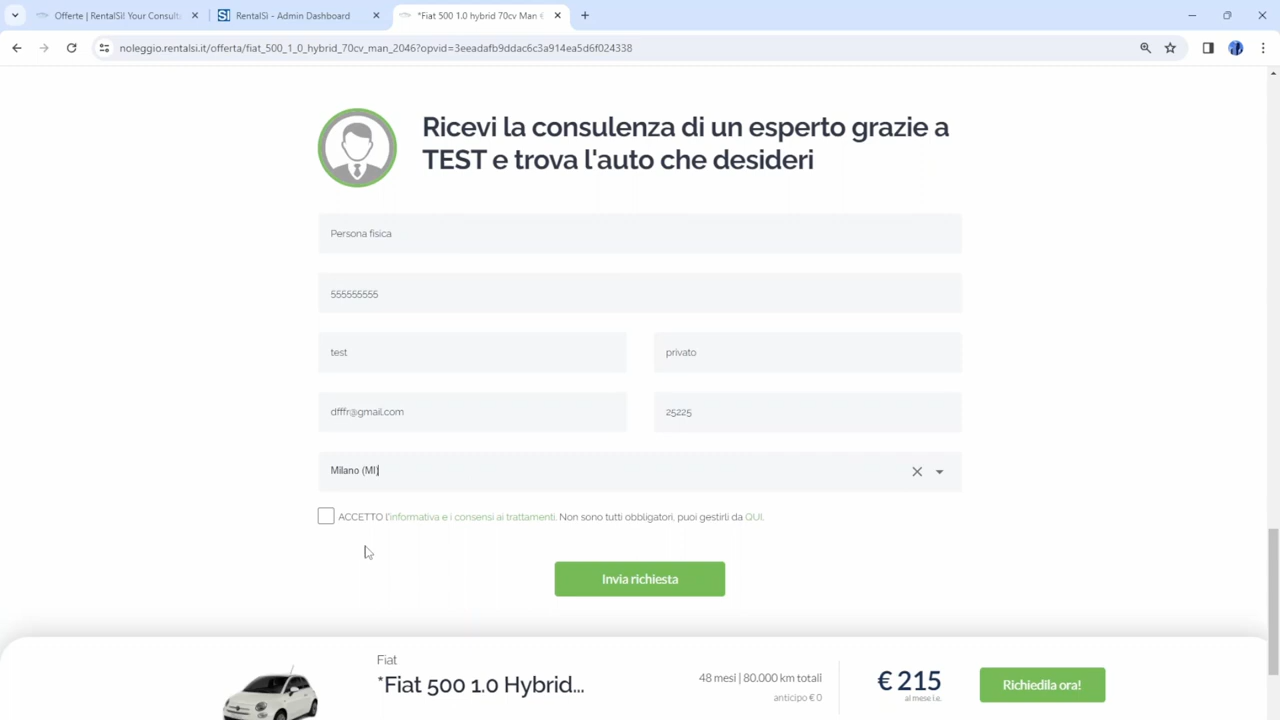 Offerte | RentalSì! Your Consult
RentalSì - Admin Dashboard
*Fiat 500 1.0 hybrid 70cv Man €
noleggio.rentalsi.it/offerta/fiat_500_1_0_hybrid_70cv_man_2046?opvid=3eeadafb9ddac6c3a914ea5d6f024338
Ricevi la consulenza di un esperto grazie a
TEST e trova l'auto che desideri
Persona fisica
555555555
test
privato
dfffr@gmail.com
25225
Milano (MI)
ACCETTO l'informativa e i consensi ai trattamenti. Non sono tutti obbligatori, puoi gestirli da QUI.
Invia richiesta
Fiat
*Fiat 500 1.0 Hybrid...
48 mesi | 80.000 km totali
anticipo € 0
€ 215
al mese i.e.
Richiedila ora!